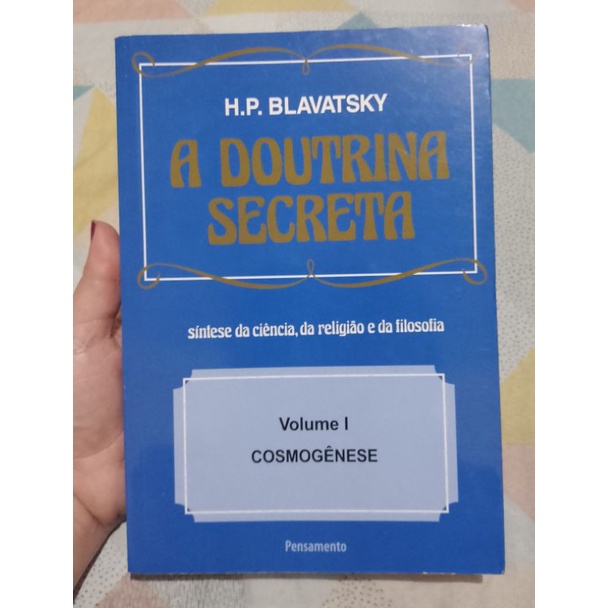 H.P. BLAVATSKY
A DOUTRINA
SECRETA
síntese da ciência, da religião e da filosofia
Volume I
COSMOGÊNESE
Pensamento